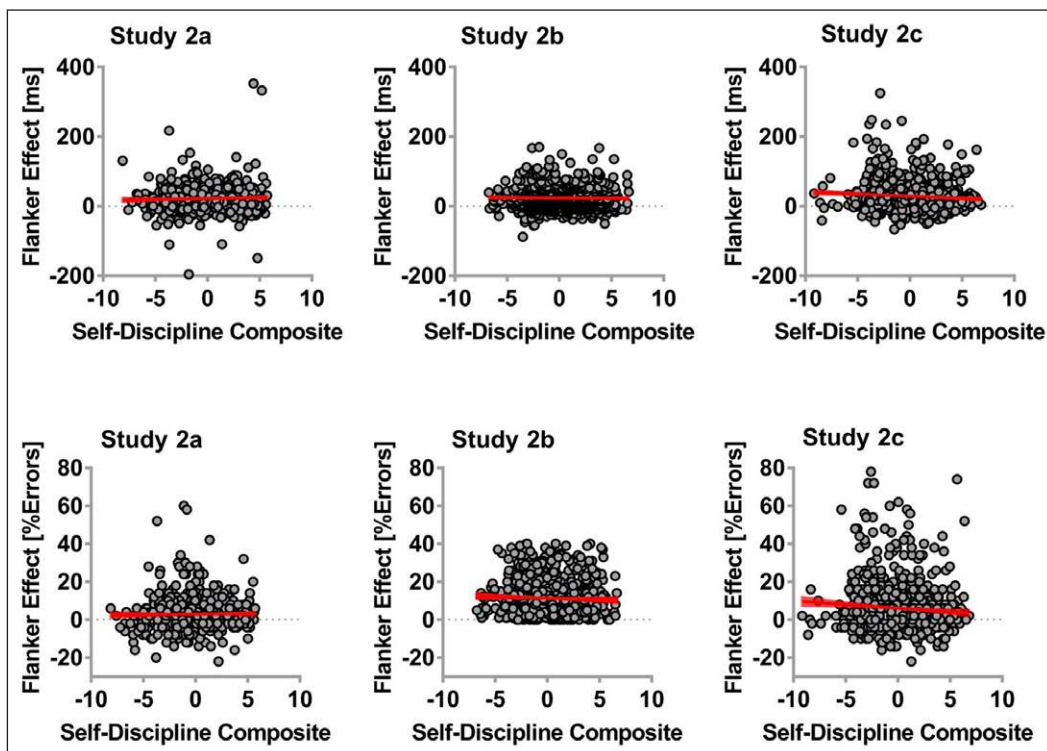 Study 2a
Study 2b
Study 2c
Flanker Effect [ms]
400
200
0
-200
-10 -5 0 5 10
Self-Discipline Composite
Flanker Effect [ms]
400
200
0
-200
-10 -5 0 5 10
Self-Discipline Composite
Flanker Effect [ms]
400
200
0
-200
-10 -5 0 5 10
Self-Discipline Composite
Study 2a
Study 2b
Study 2c
Flanker Effect [%Errors]
80
60
40
20
0
-20
-10 -5 0 5 10
Self-Discipline Composite
Flanker Effect [%Errors]
80
60
40
20
0
-20
-10 -5 0 5 10
Self-Discipline Composite
Flanker Effect [%Errors]
80
60
40
20
0
-20
-10 -5 0 5 10
Self-Discipline Composite